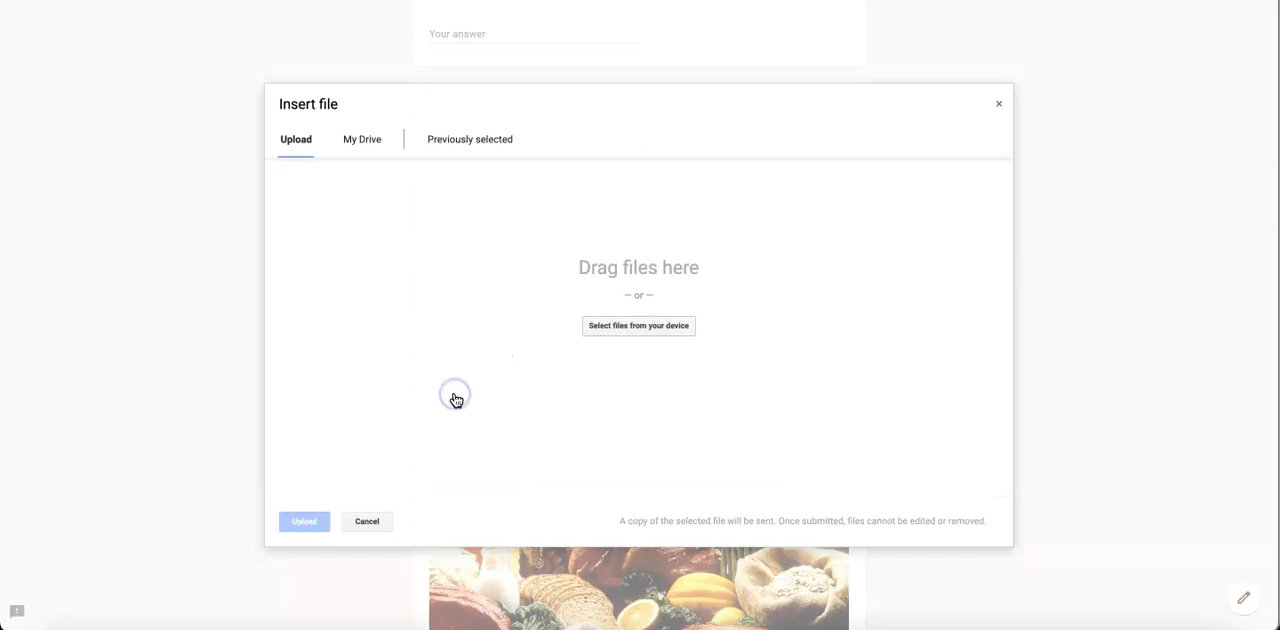 Your answer
Insert file
×
Upload
My Drive
Previously selected
Drag files here
— or —
Select files from your device
Upload
Cancel
A copy of the selected file will be sent. Once submitted, files cannot be edited or removed.
!